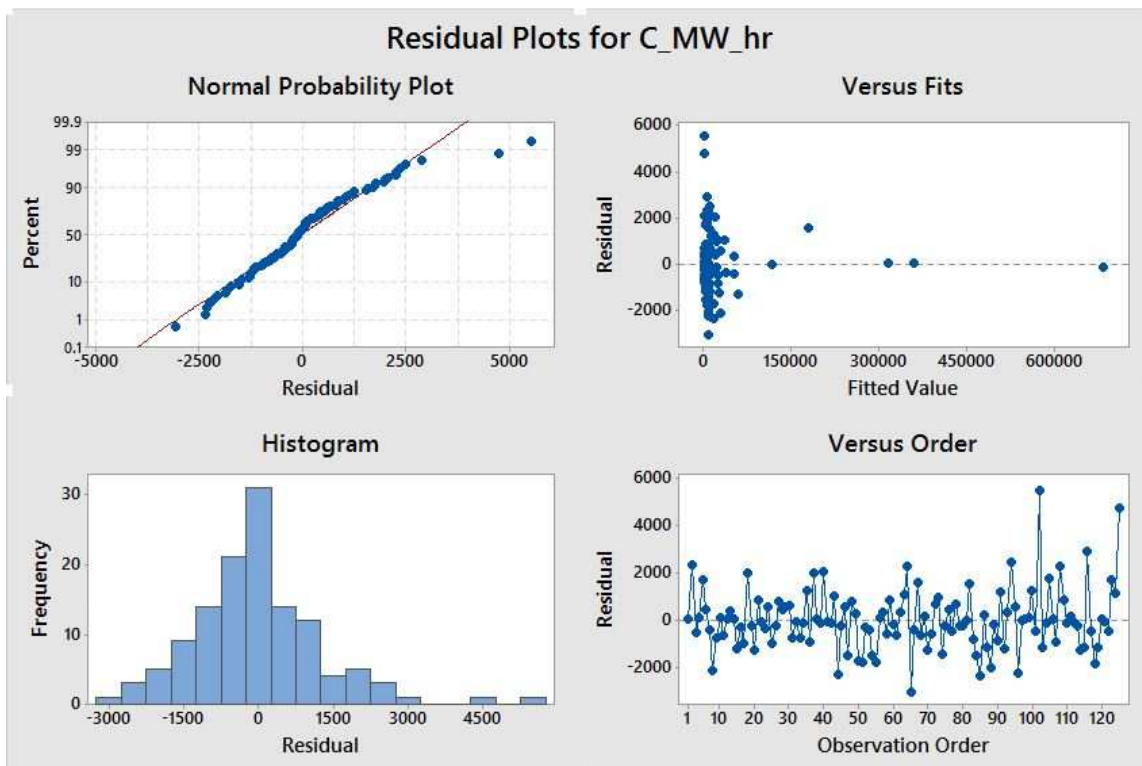 Residual Plots for C_MW_hr
Normal Probability Plot
99.9
99
90
50
10
1
0.1
Percent
-5000 -2500 0 2500 5000
Residual
Versus Fits
6000
4000
2000
0
-2000
Residual
0 150000 300000 450000 600000
Fitted Value
Histogram
30
20
10
0
Frequency
-3000 -1500 0 1500 3000 4500
Residual
Versus Order
6000
4000
2000
0
-2000
Residual
1 10 20 30 40 50 60 70 80 90 100 110 120
Observation Order